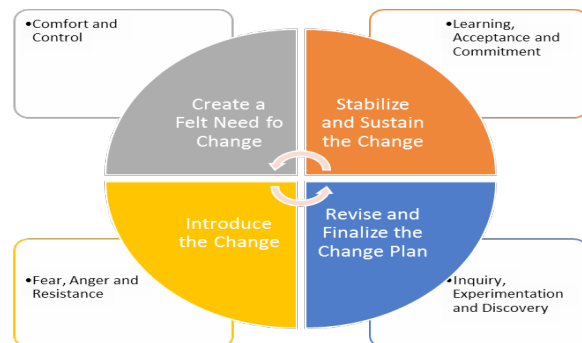 •Comfort and
Control
•Learning,
Acceptance and
Commitment
Create a
Felt Need fo
Change
Stabilize
and Sustain
the Change
Introduce
the Change
Revise and
Finalize the
Change Plan
•Fear, Anger and
Resistance
•Inquiry,
Experimentation
and Discovery